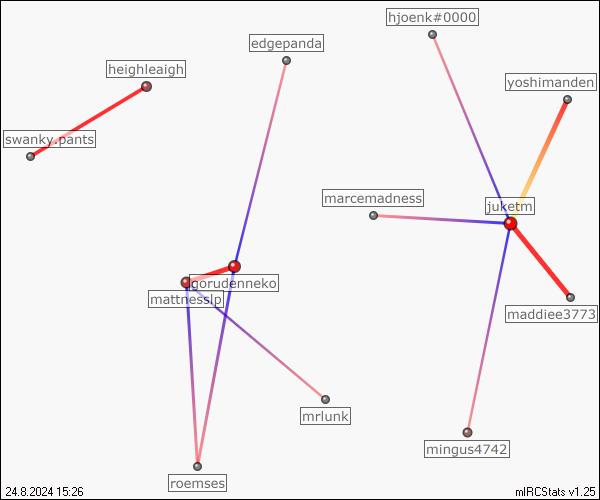 hjoenk#0000
edgepanda
heighleaigh
yoshimanden
swanky.pants
marcemadness
juketm
gorudenneko
mattnesslp
maddiee3773
mrlunk
mingus4742
roemses
24.8.2024 15:26
mIRCStats v1.25